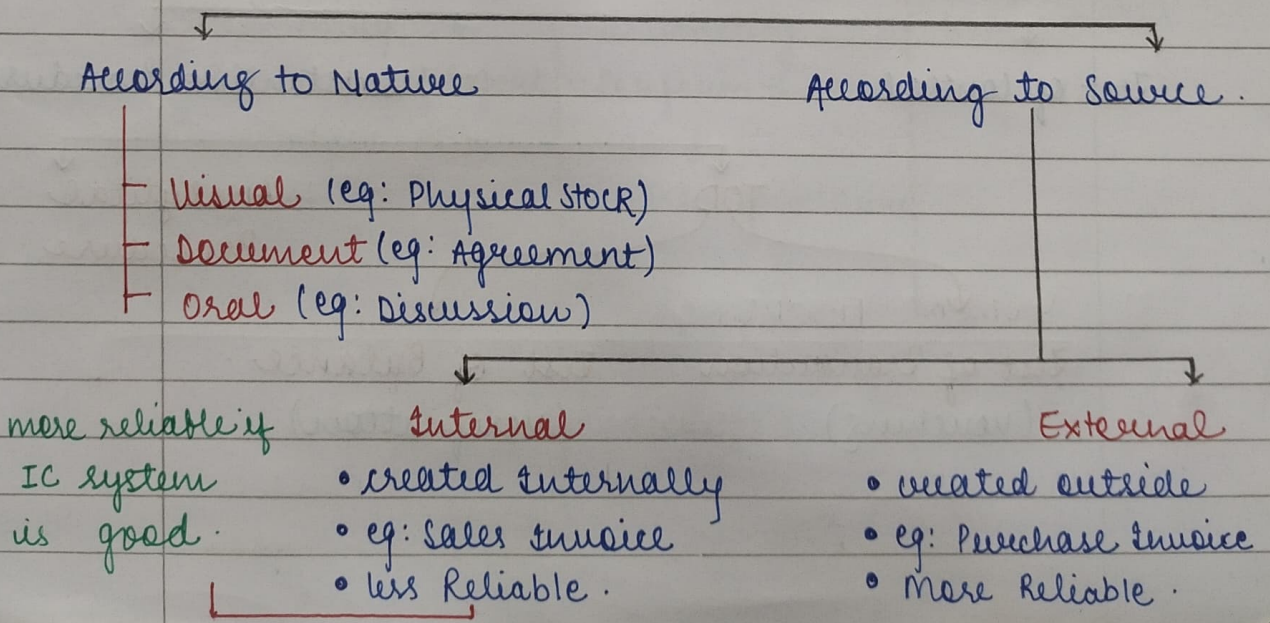 According to Nature
According to Source.
Visual (eg: Physical Stock)
Document (eg: Agreement)
Oral (eg: Discussion)
more reliable if
IC system
is good.
Internal
• created Internally
• eg: Sales Invoice
• less Reliable.
External
• created outside
• eg: Purchase Invoice
• More Reliable.